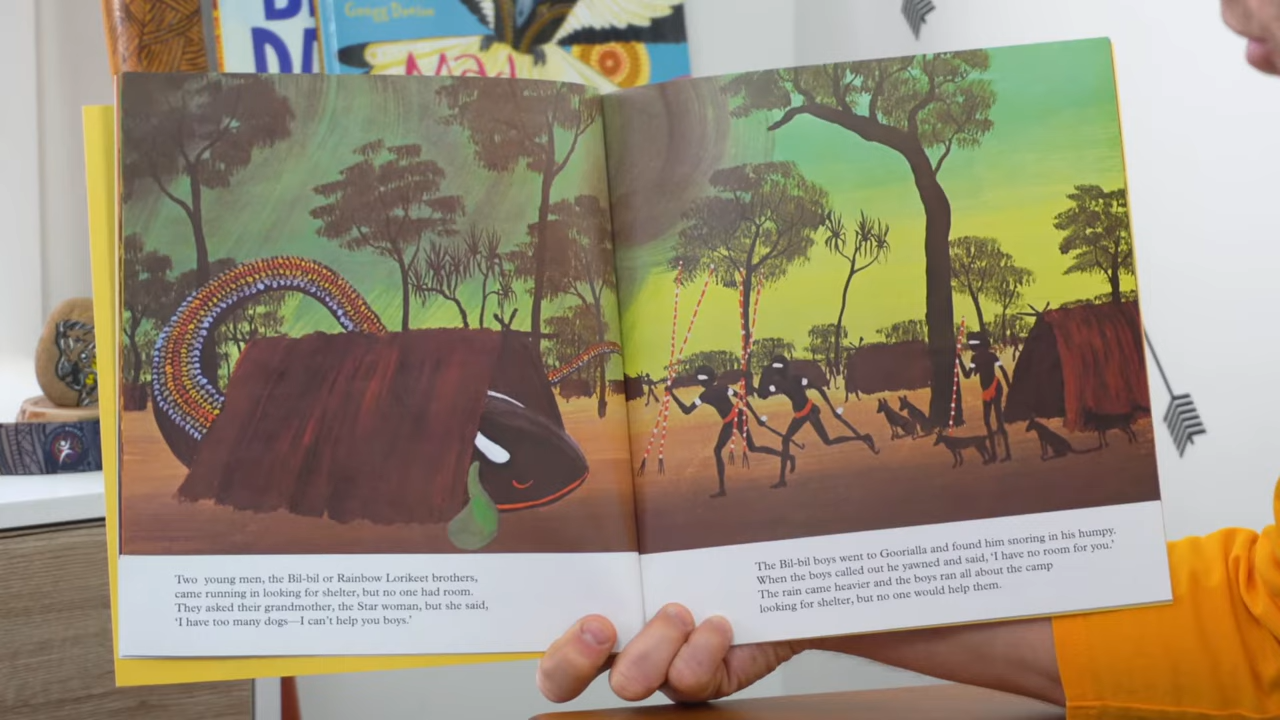 Gregg Dreise
Mad
Two young men, the Bil-bil or Rainbow Lorikeet brothers,
came running in looking for shelter, but no one had room.
They asked their grandmother, the Star woman, but she said,
‘I have too many dogs—I can’t help you boys.’
The Bil-bil boys went to Goorialla and found him snoring in his humpy.
When the boys called out he yawned and said, ‘I have no room for you.’
The rain came heavier and the boys ran all about the camp
looking for shelter, but no one would help them.